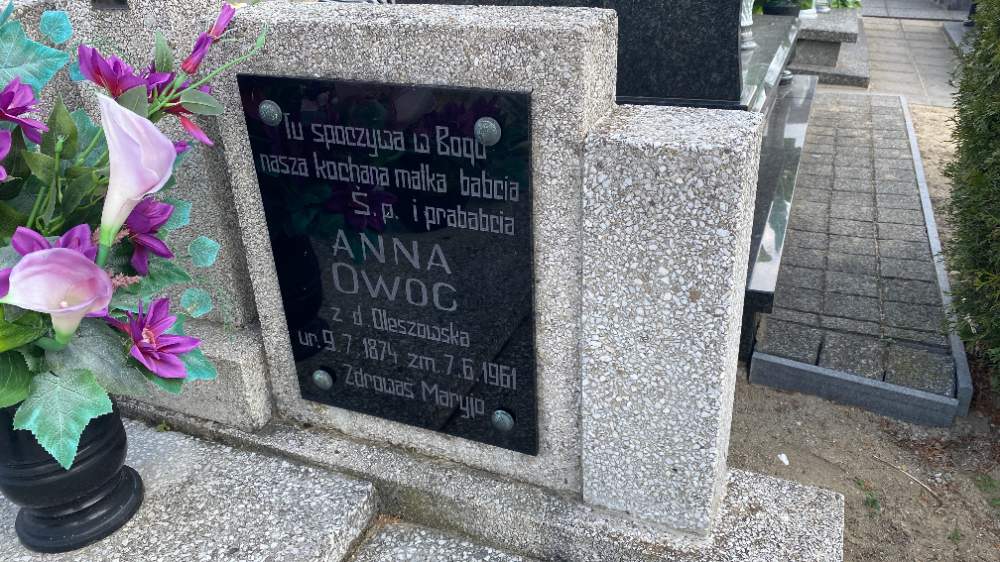 Tu spoczywa w Bogu
nasza kochana matka babcia
Ś.p. i prababcia
ANNA
OWOC
z d. Oleszowska
ur. 9.7.1874 zm. 7.6.1961
Zdrowaś Maryjo